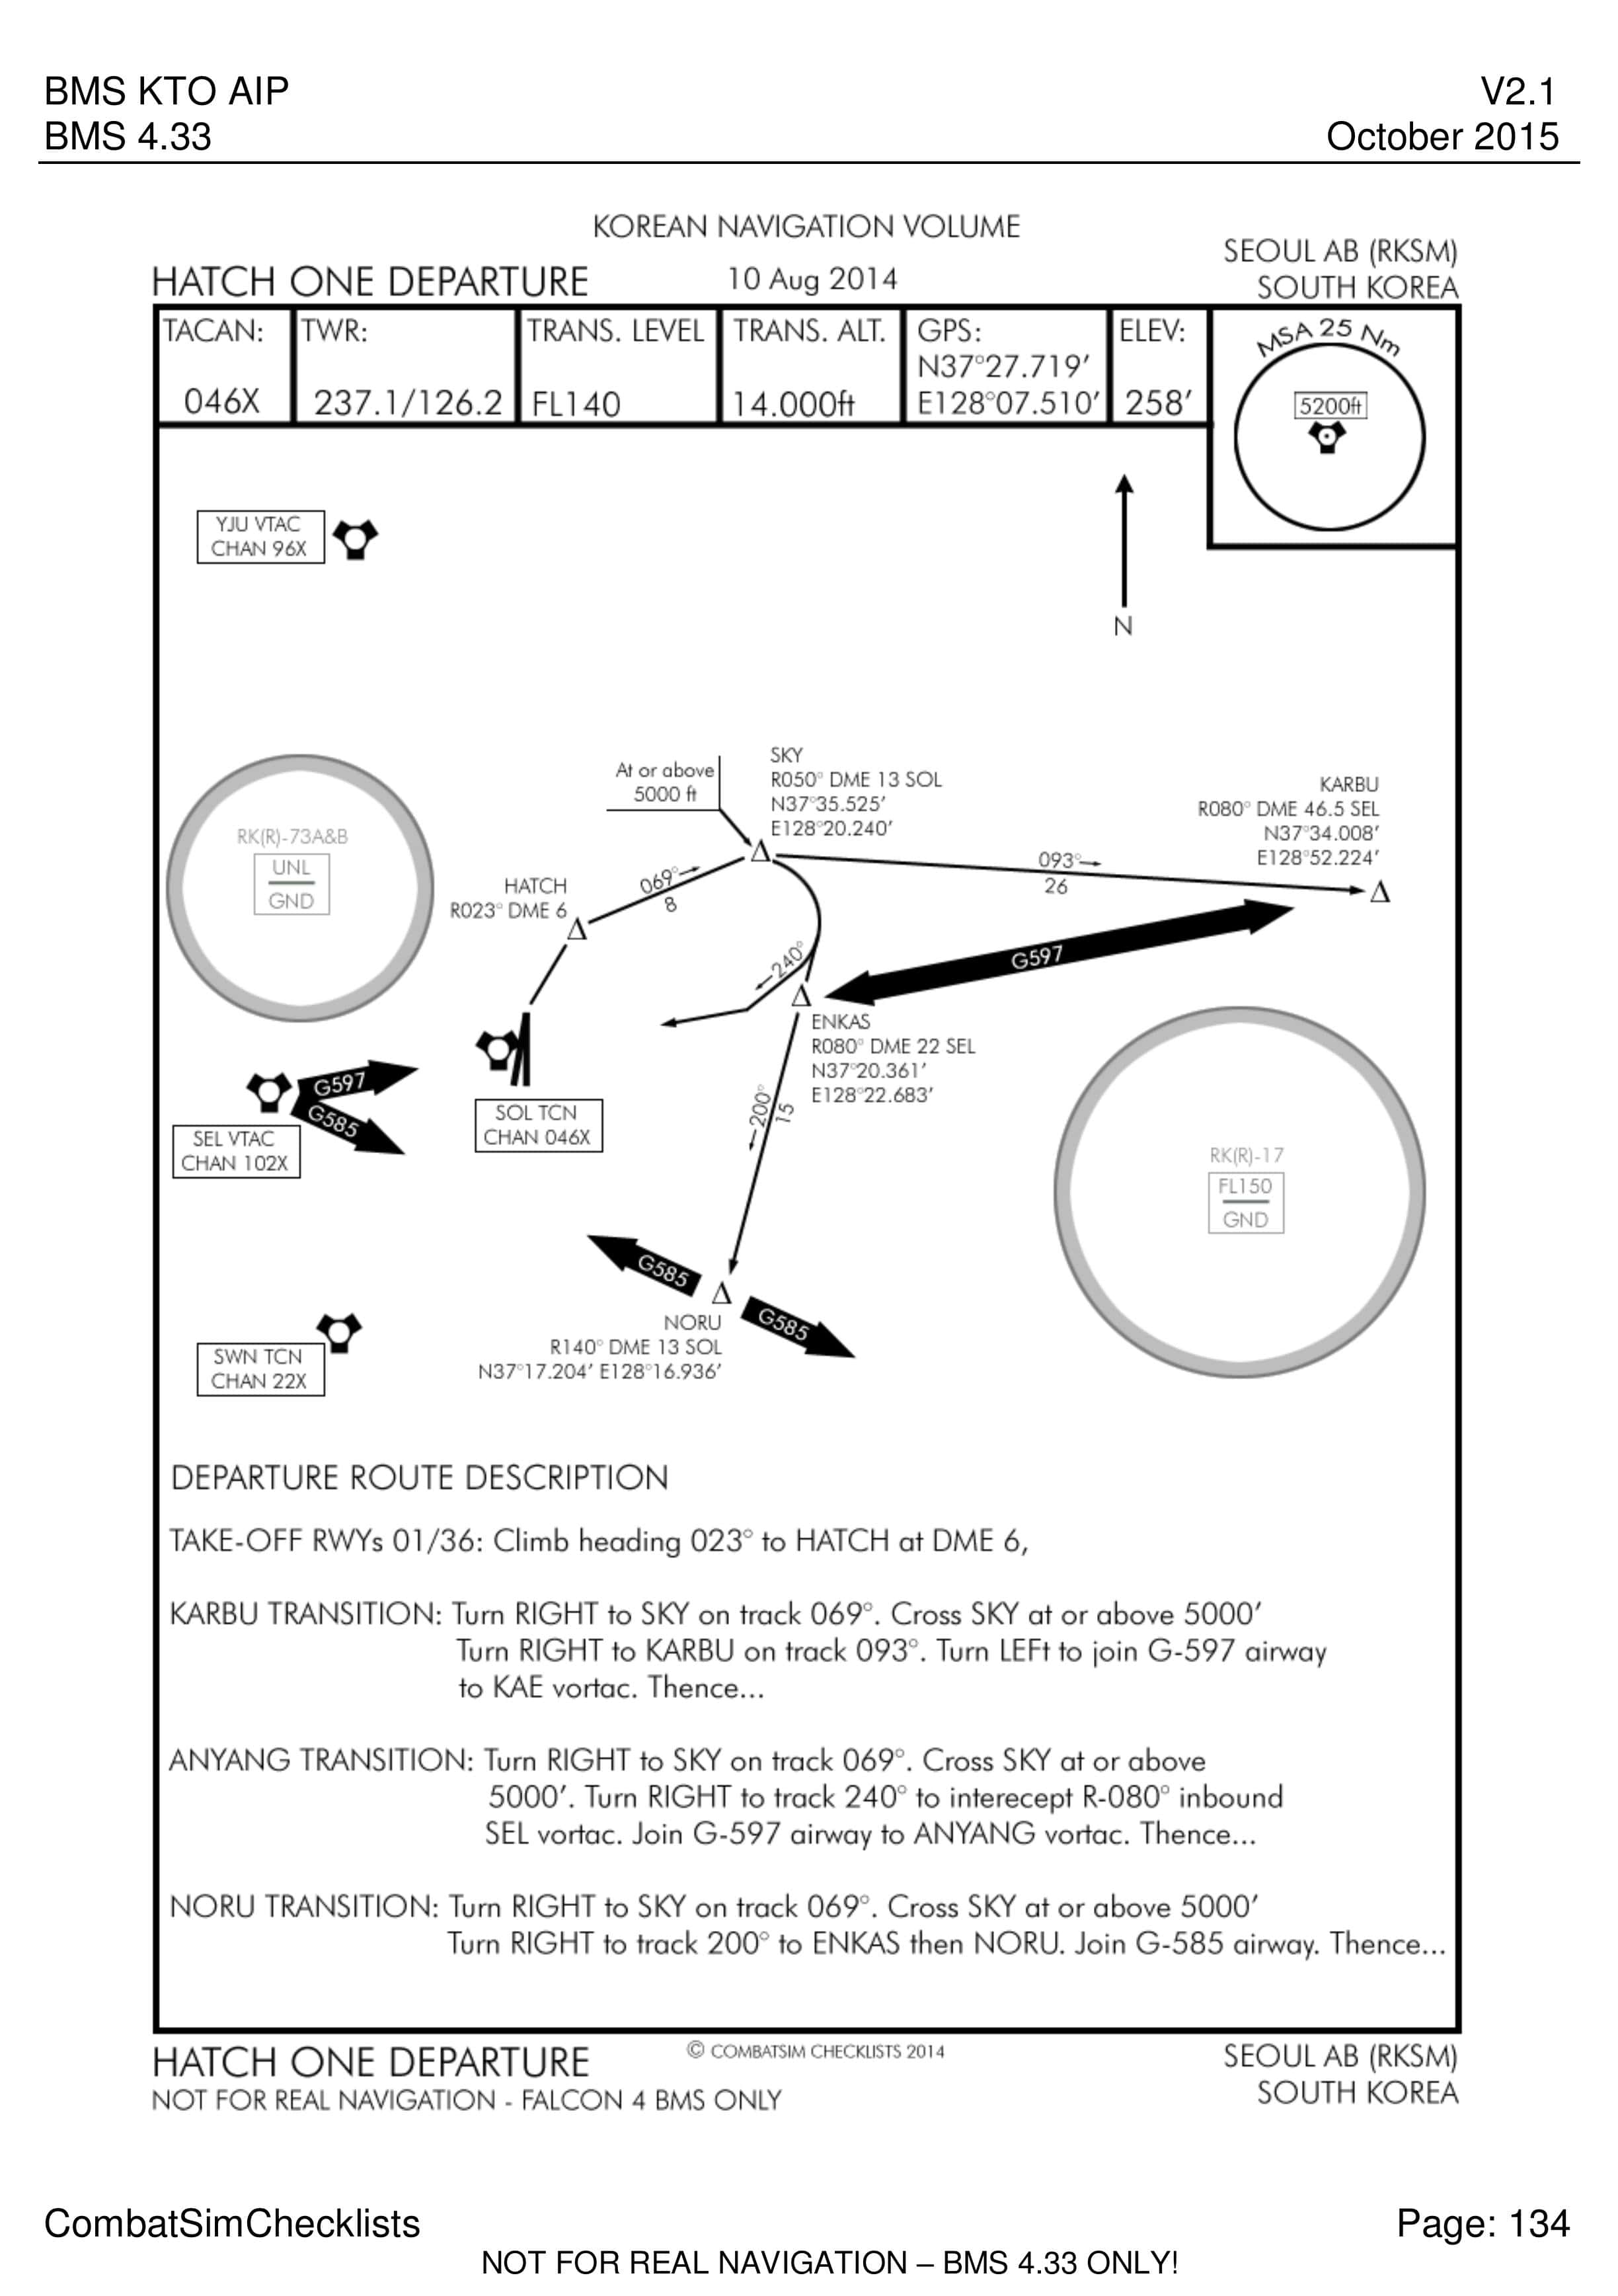 BMS KTO AIP
V2.1
BMS 4.33
October 2015
KOREAN NAVIGATION VOLUME
HATCH ONE DEPARTURE
10 Aug 2014
SEOUL AB (RKSM)
SOUTH KOREA
TACAN:
046X
TWR:
237.1/126.2
TRANS. LEVEL
FL140
TRANS. ALT.
14.000ft
GPS:
N37°27.719'
E128°07.510'
ELEV:
258'
MSA 25 Nm
5200ft
YJU VTAC
CHAN 96X
N
At or above
5000 ft
SKY
R050° DME 13 SOL
N37°35.525'
E128°20.240'
KARBU
R080° DME 46.5 SEL
N37°34.008'
E128°52.224'
RK(R)-73A&B
UNL
GND
HATCH
R023° DME 6
069°
8
093°
26
G597
240°
ENKAS
R080° DME 22 SEL
N37°20.361'
E128°22.683'
G597
G585
SEL VTAC
CHAN 102X
SOL TCN
CHAN 046X
200°
15
RK(R)-17
FL150
GND
G585
G585
NORU
R140° DME 13 SOL
N37°17.204' E128°16.936'
SWN TCN
CHAN 22X
DEPARTURE ROUTE DESCRIPTION
TAKE-OFF RWYs 01/36: Climb heading 023° to HATCH at DME 6,
KARBU TRANSITION: Turn RIGHT to SKY on track 069°. Cross SKY at or above 5000'
Turn RIGHT to KARBU on track 093°. Turn LEFt to join G-597 airway
to KAE vortac. Thence...
ANYANG TRANSITION: Turn RIGHT to SKY on track 069°. Cross SKY at or above
5000'. Turn RIGHT to track 240° to interecept R-080° inbound
SEL vortac. Join G-597 airway to ANYANG vortac. Thence...
NORU TRANSITION: Turn RIGHT to SKY on track 069°. Cross SKY at or above 5000'
Turn RIGHT to track 200° to ENKAS then NORU. Join G-585 airway. Thence...
HATCH ONE DEPARTURE
© COMBATSIM CHECKLISTS 2014
SEOUL AB (RKSM)
NOT FOR REAL NAVIGATION - FALCON 4 BMS ONLY
SOUTH KOREA
CombatSimChecklists
Page: 134
NOT FOR REAL NAVIGATION – BMS 4.33 ONLY!